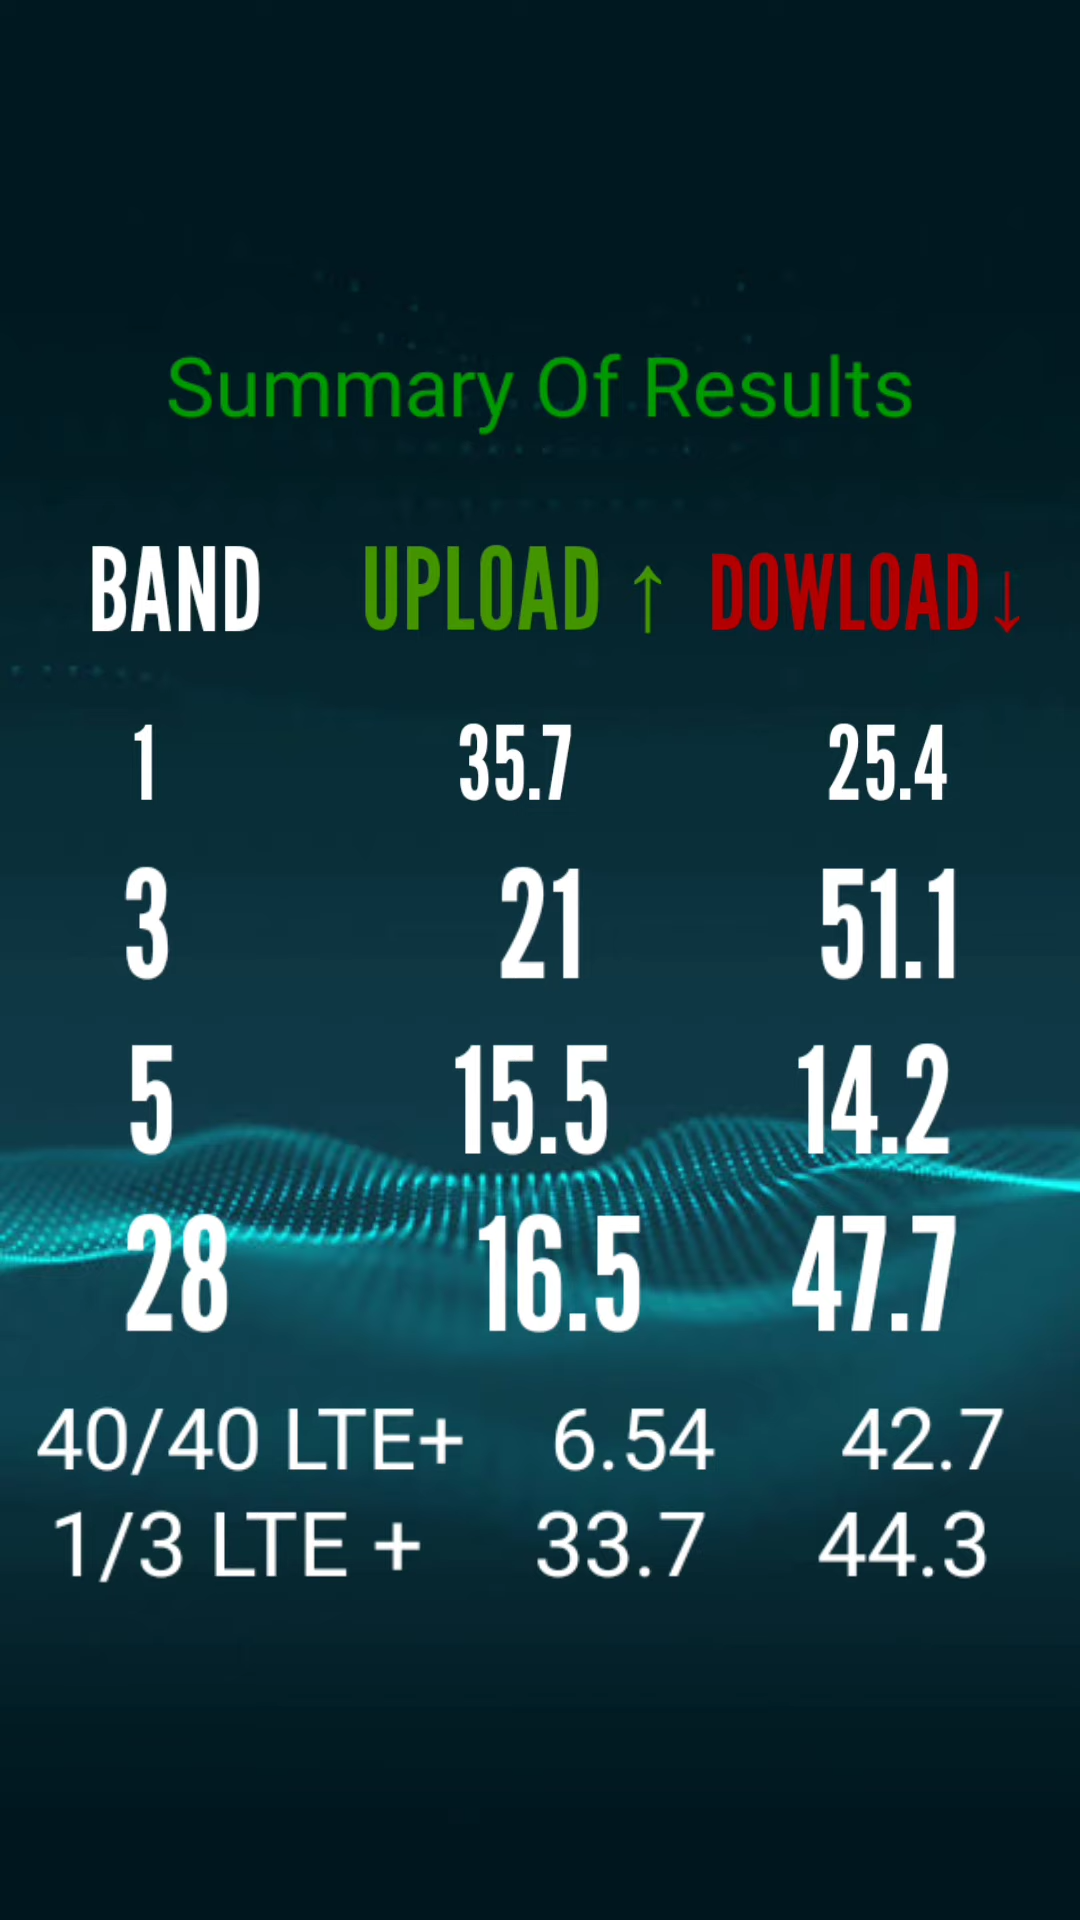 Summary Of Results
BAND UPLOAD ↑ DOWLOAD↓
1 35.7 25.4
3 21 51.1
5 15.5 14.2
28 16.5 47.7
40/40 LTE+ 6.54 42.7
1/3 LTE + 33.7 44.3